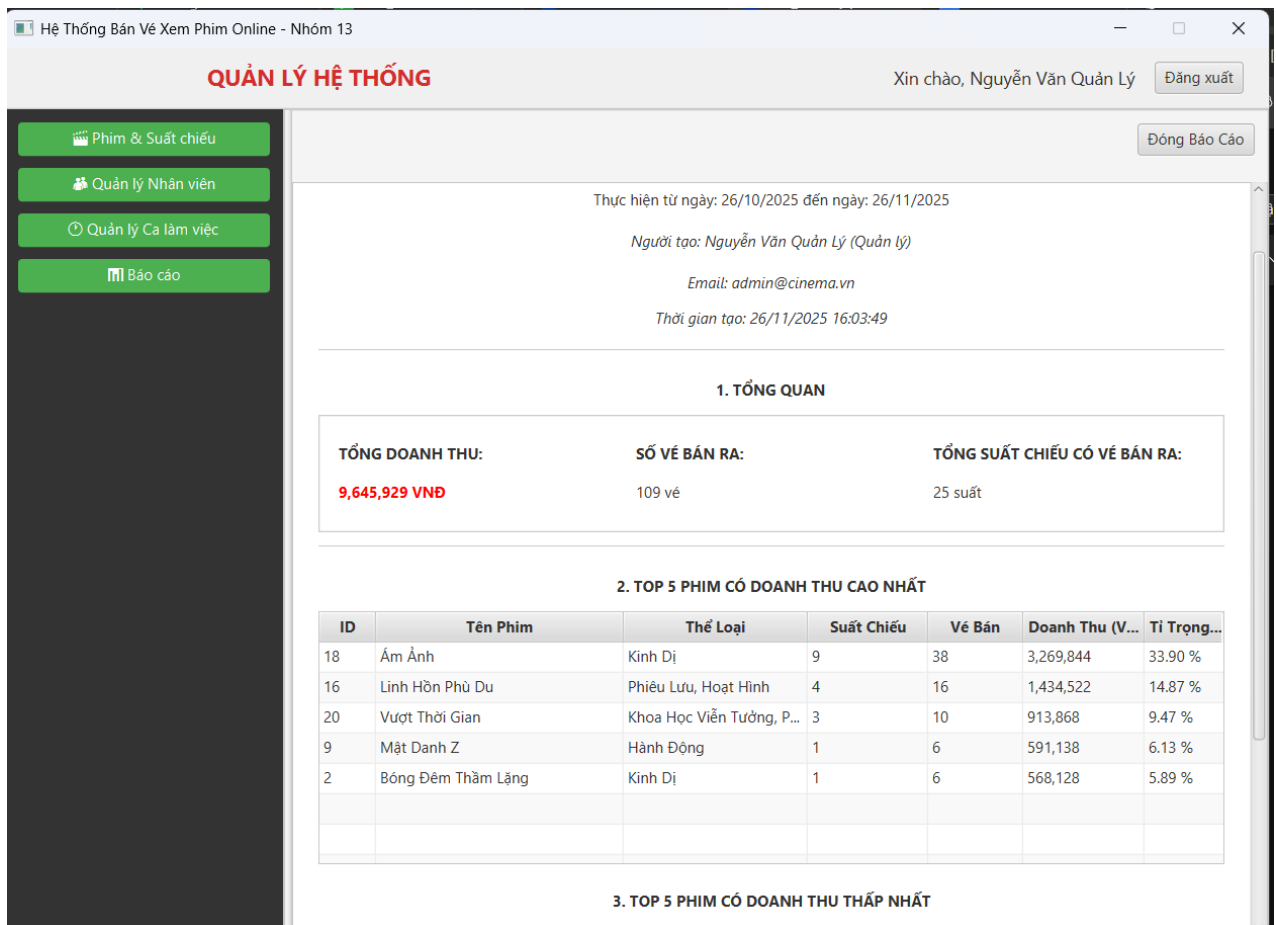 Hệ Thống Bán Vé Xem Phim Online - Nhóm 13
QUẢN LÝ HỆ THỐNG
Xin chào, Nguyễn Văn Quản Lý
Đăng xuất
Phim & Suất chiếu
Quản lý Nhân viên
Quản lý Ca làm việc
Báo cáo
Đóng Báo Cáo
Thực hiện từ ngày: 26/10/2025 đến ngày: 26/11/2025
Người tạo: Nguyễn Văn Quản Lý (Quản lý)
Email: admin@cinema.vn
Thời gian tạo: 26/11/2025 16:03:49
1. TỔNG QUAN
TỔNG DOANH THU: SỐ VÉ BÁN RA: TỔNG SUẤT CHIẾU CÓ VÉ BÁN RA:
9,645,929 VNĐ 109 vé 25 suất
2. TOP 5 PHIM CÓ DOANH THU CAO NHẤT
ID Tên Phim Thể Loại Suất Chiếu Vé Bán Doanh Thu (V... Tỉ Trọng...
18 Ám Ảnh Kinh Dị 9 38 3,269,844 33.90 %
16 Linh Hồn Phù Du Phiêu Lưu, Hoạt Hình 4 16 1,434,522 14.87 %
20 Vượt Thời Gian Khoa Học Viễn Tưởng, P... 3 10 913,868 9.47 %
9 Mật Danh Z Hành Động 1 6 591,138 6.13 %
2 Bóng Đêm Thầm Lặng Kinh Dị 1 6 568,128 5.89 %
3. TOP 5 PHIM CÓ DOANH THU THẤP NHẤT